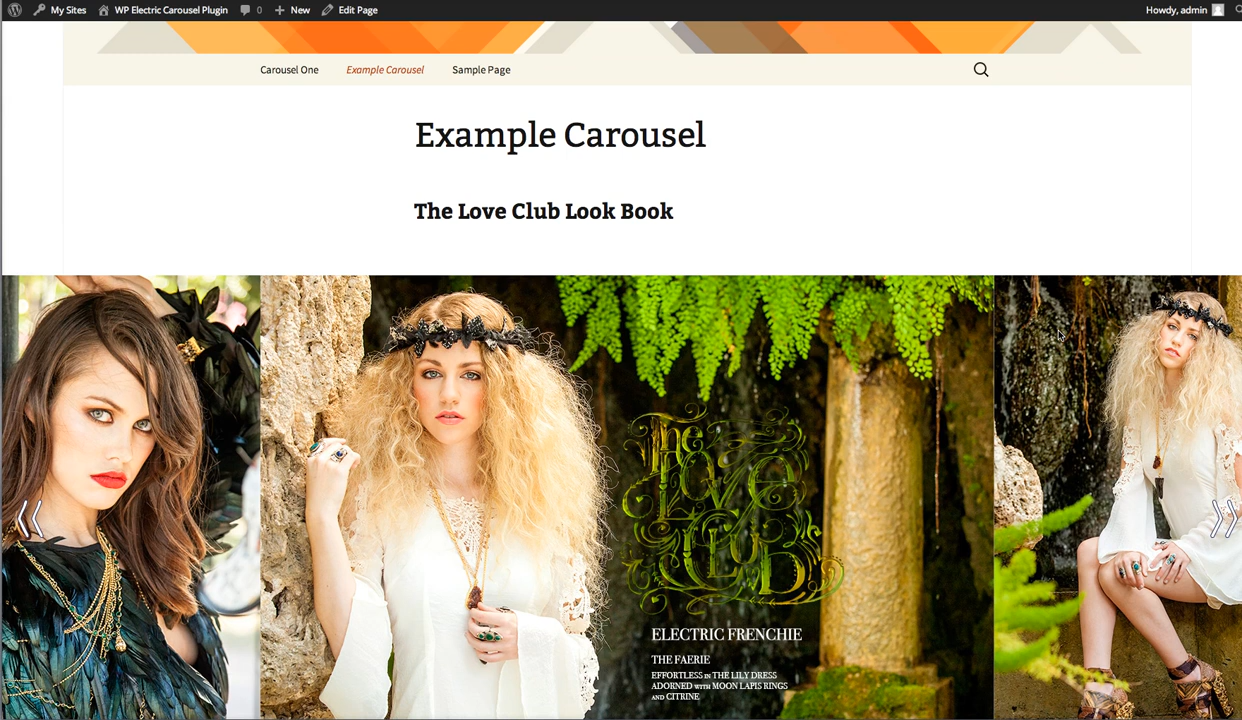 My Sites WP Electric Carousel Plugin 0 New Edit Page Howdy, admin
Carousel One Example Carousel Sample Page
Example Carousel
The Love Club Look Book
The
Love
Club
ELECTRIC FRENCHIE
THE FAERIE
EFFORTLESS IN THE LILY DRESS
ADORNED WITH MOON LAPIS RINGS
AND CITRINE